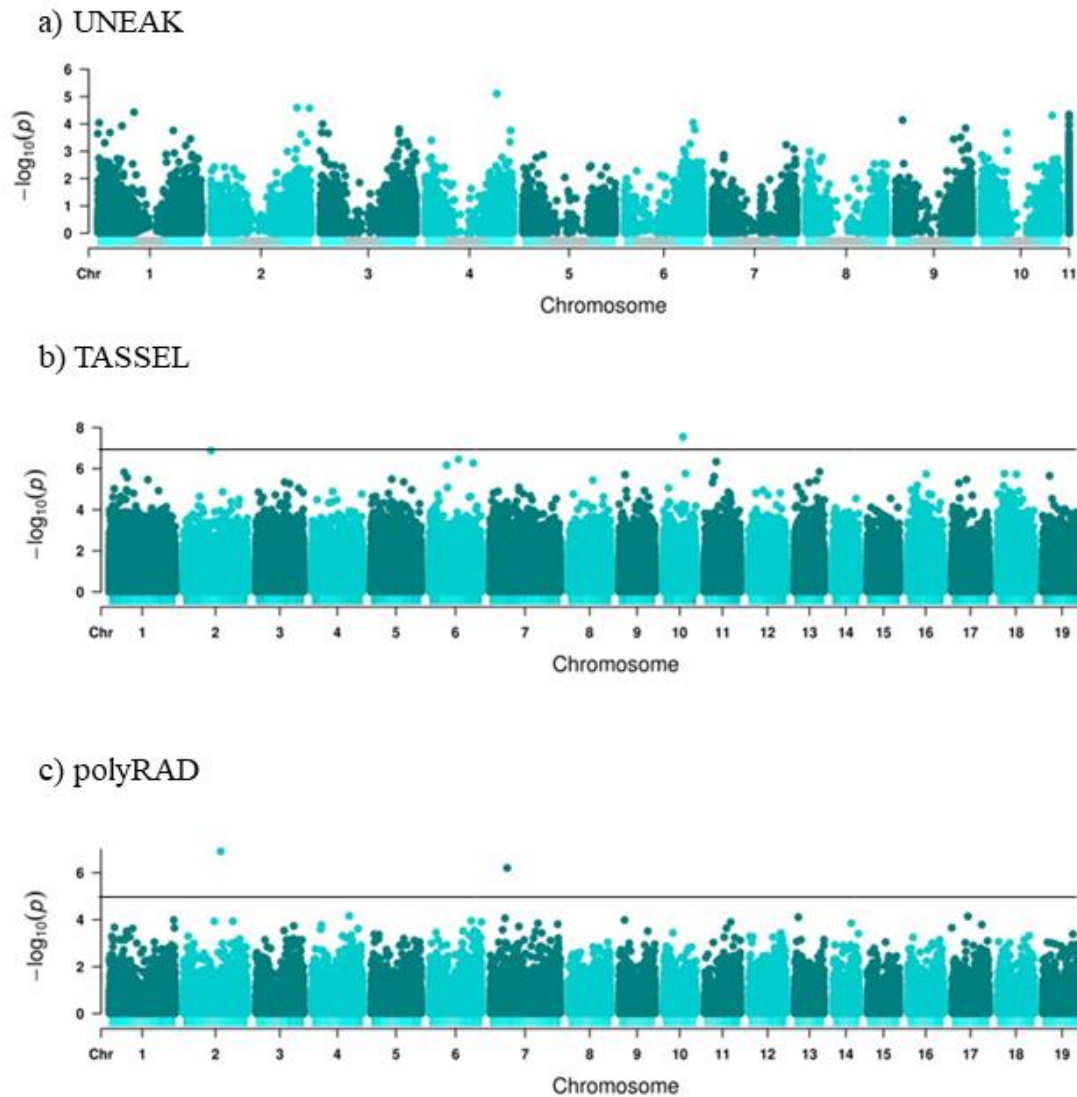 a) UNEAK
6
5
4
3
2
1
0
−log₁₀(p)
Chr 1 2 3 4 5 6 7 8 9 10 11
Chromosome
b) TASSEL
8
6
4
2
0
−log₁₀(p)
Chr 1 2 3 4 5 6 7 8 9 10 11 12 13 14 15 16 17 18 19
Chromosome
c) polyRAD
6
4
2
0
−log₁₀(p)
Chr 1 2 3 4 5 6 7 8 9 10 11 12 13 14 15 16 17 18 19
Chromosome